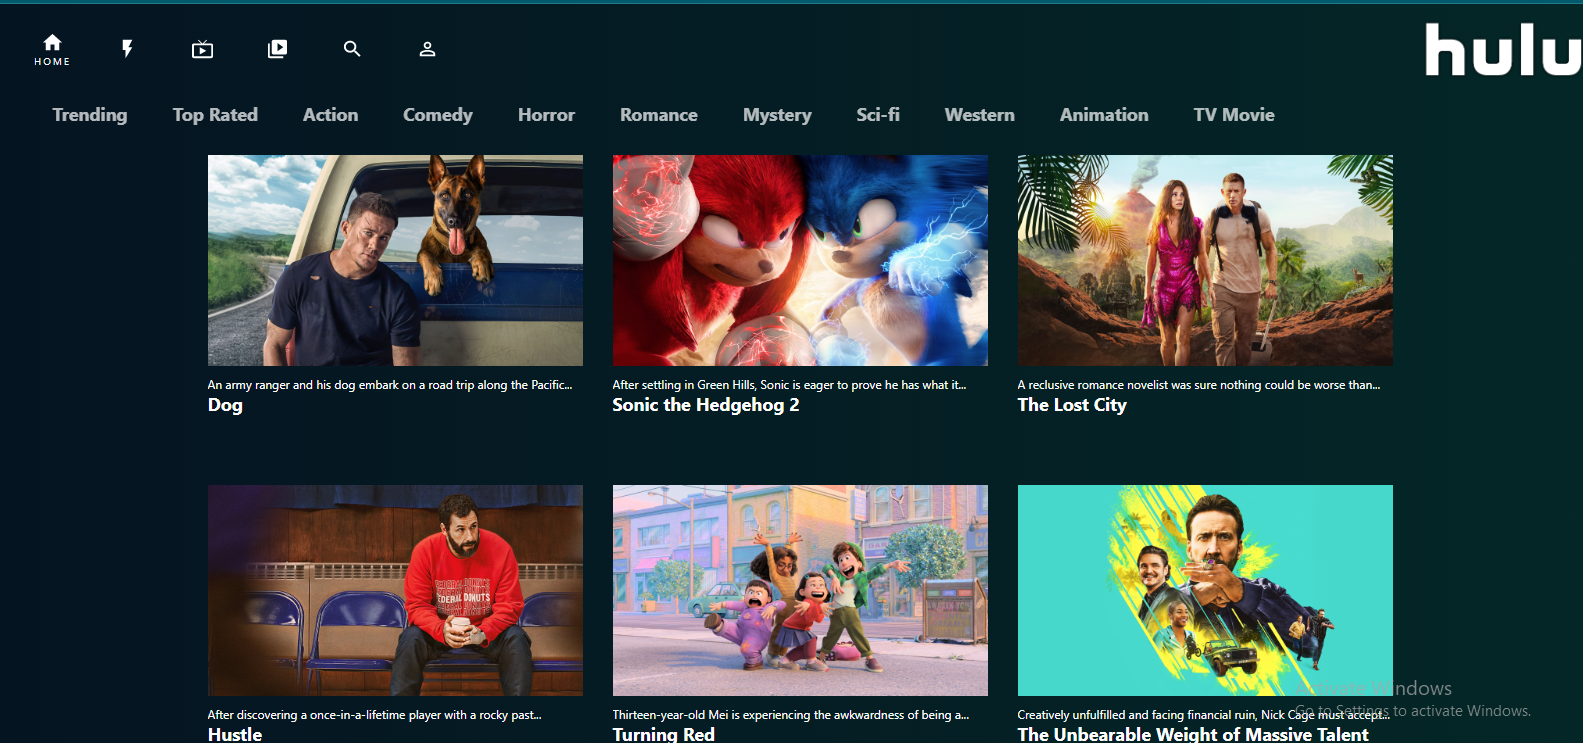 HOME
hulu
Trending Top Rated Action Comedy Horror Romance Mystery Sci-fi Western Animation TV Movie
An army ranger and his dog embark on a road trip along the Pacific...
Dog
After settling in Green Hills, Sonic is eager to prove he has what it...
Sonic the Hedgehog 2
A reclusive romance novelist was sure nothing could be worse than...
The Lost City
FEDERAL DONUTS
After discovering a once-in-a-lifetime player with a rocky past...
Hustle
Thirteen-year-old Mei is experiencing the awkwardness of being a...
Turning Red
Creatively unfulfilled and facing financial ruin, Nick Cage must accept...
The Unbearable Weight of Massive Talent
Activate Windows
Go to Settings to activate Windows.